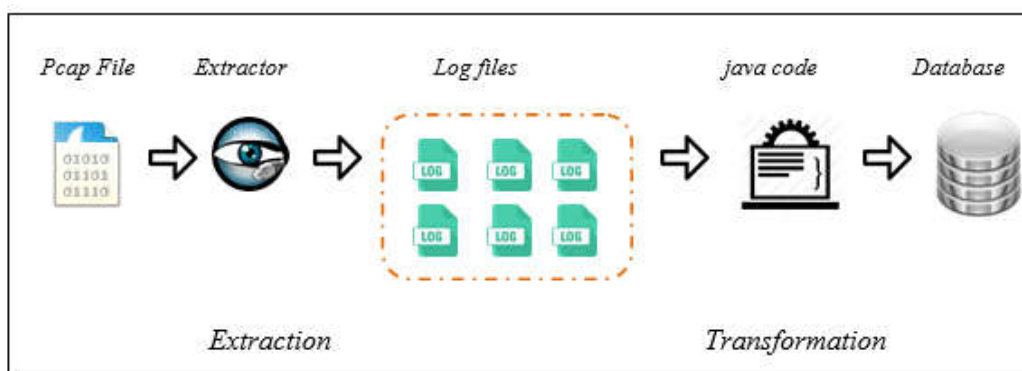 Pcap File
Extractor
Log files
java code
Database
01010
01101
01110
LOG
LOG
LOG
LOG
LOG
LOG
}
Extraction
Transformation